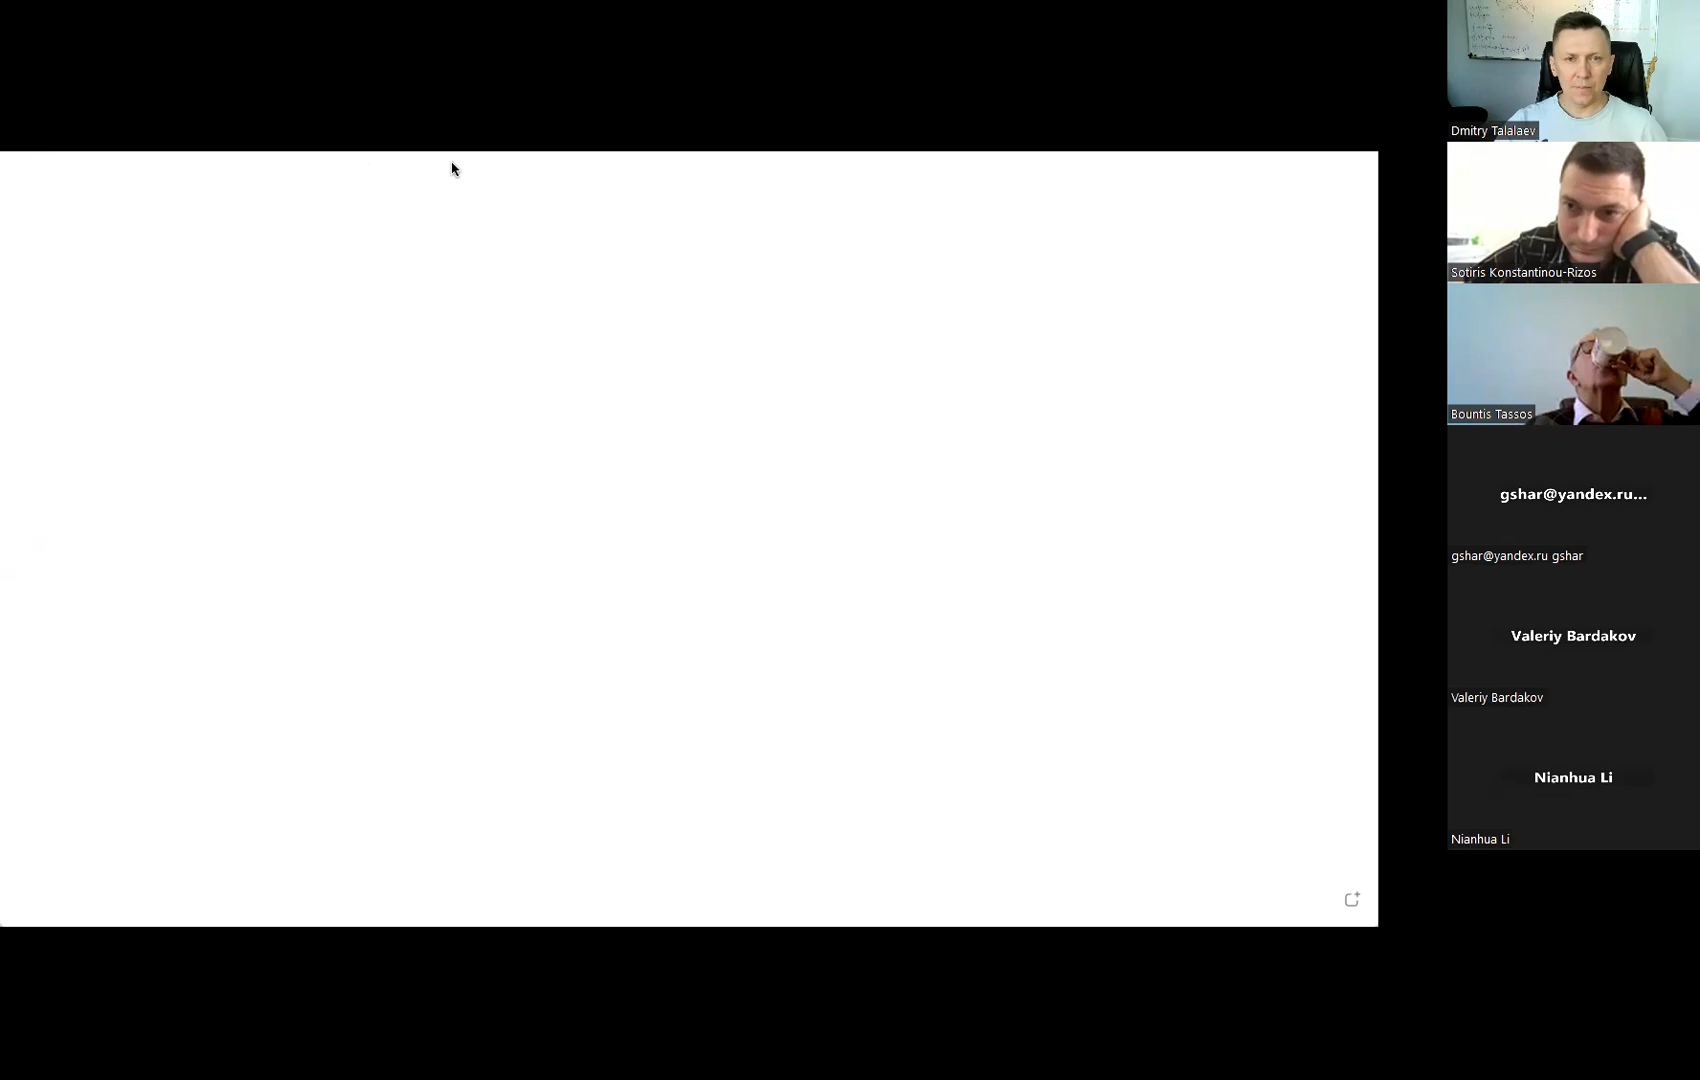 Dmitry Talalaev
Sotiris Konstantinou-Rizos
Bountis Tassos
gshar@yandex.ru...
gshar@yandex.ru gshar
Valeriy Bardakov
Valeriy Bardakov
Nianhua Li
Nianhua Li